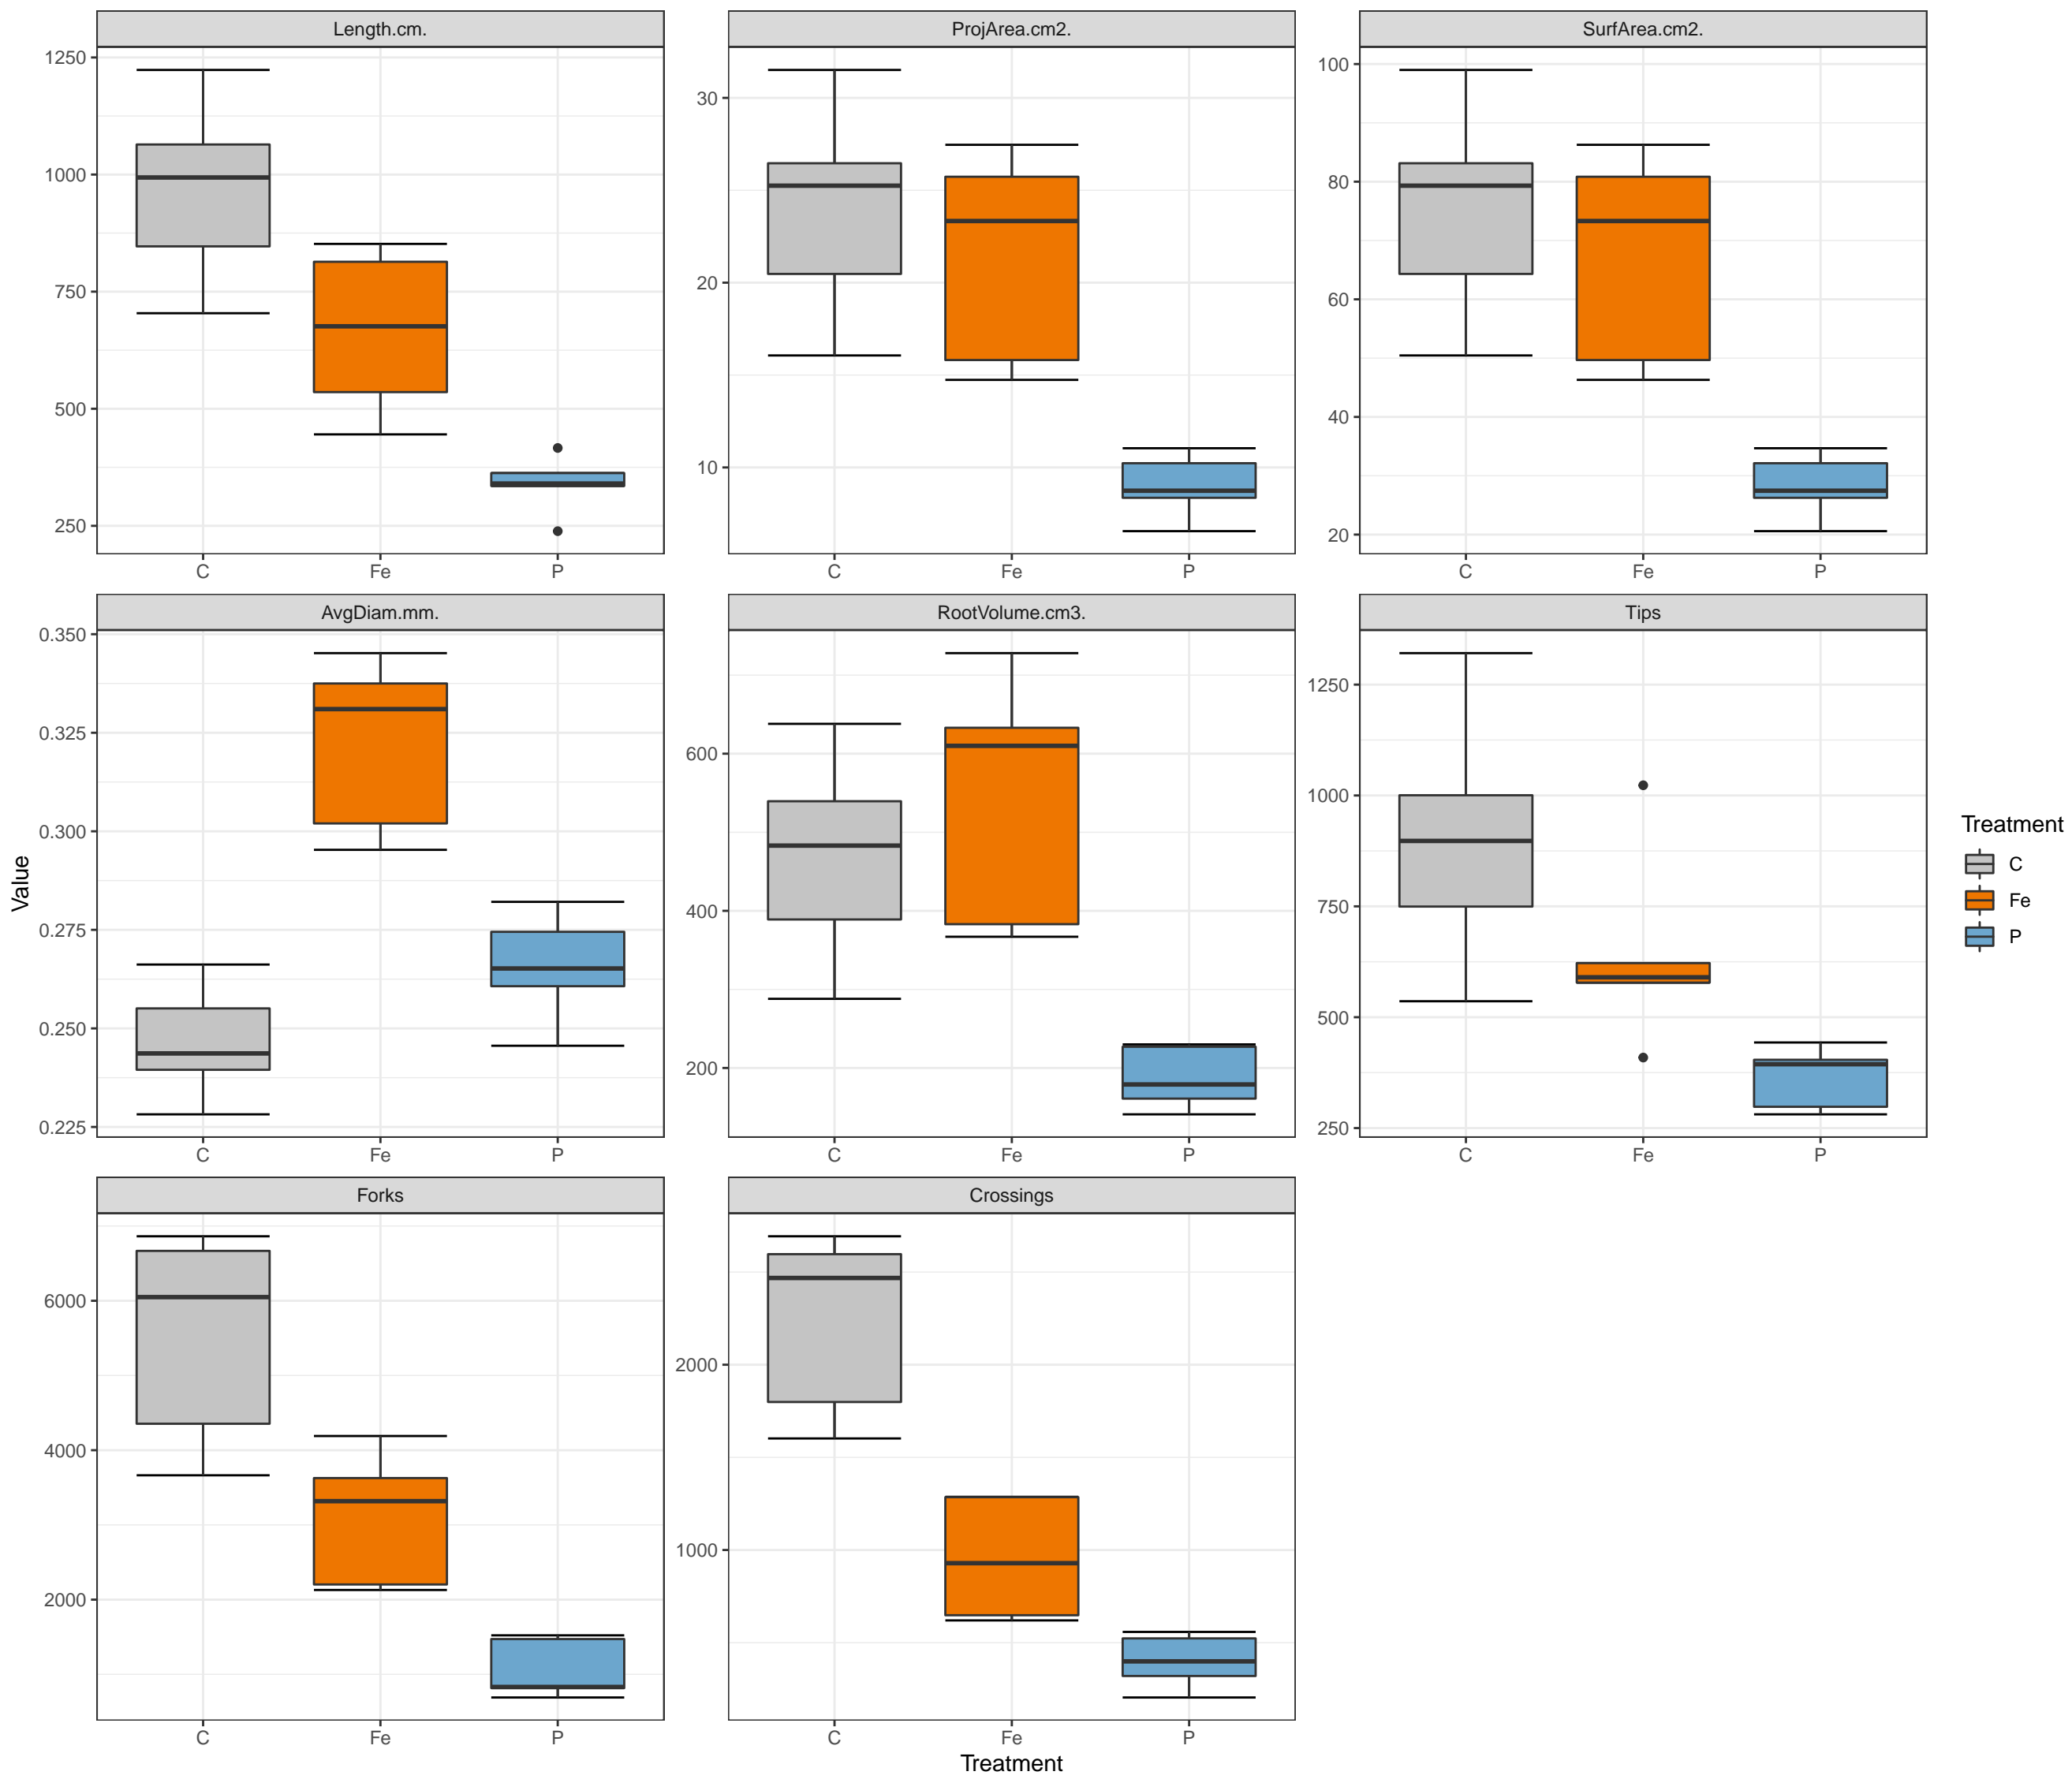 Length.cm.
ProjArea.cm2.
SurfArea.cm2.
1250
1000
750
500
250
30
20
10
100
80
60
40
20
C Fe P
C Fe P
C Fe P
AvgDiam.mm.
RootVolume.cm3.
Tips
0.350
0.325
0.300
0.275
0.250
0.225
600
400
200
1250
1000
750
500
250
C Fe P
C Fe P
C Fe P
Forks
Crossings
6000
4000
2000
2000
1000
C Fe P
C Fe P
Value
Treatment
Treatment
C
Fe
P